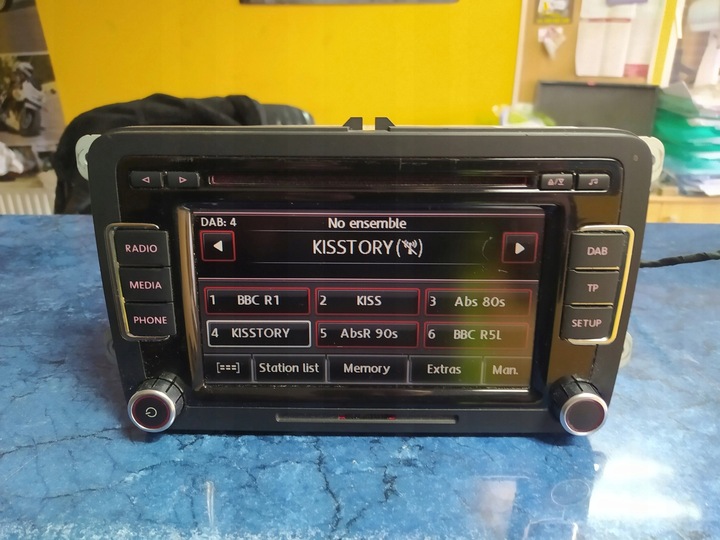 DAB: 4
No ensemble
KISSTORY
RADIO
MEDIA
PHONE
DAB
TP
SETUP
1 BBC R1
2 KISS
3 Abs 80s
4 KISSTORY
5 AbsR 90s
6 BBC R5L
Station list
Memory
Extras
Man.